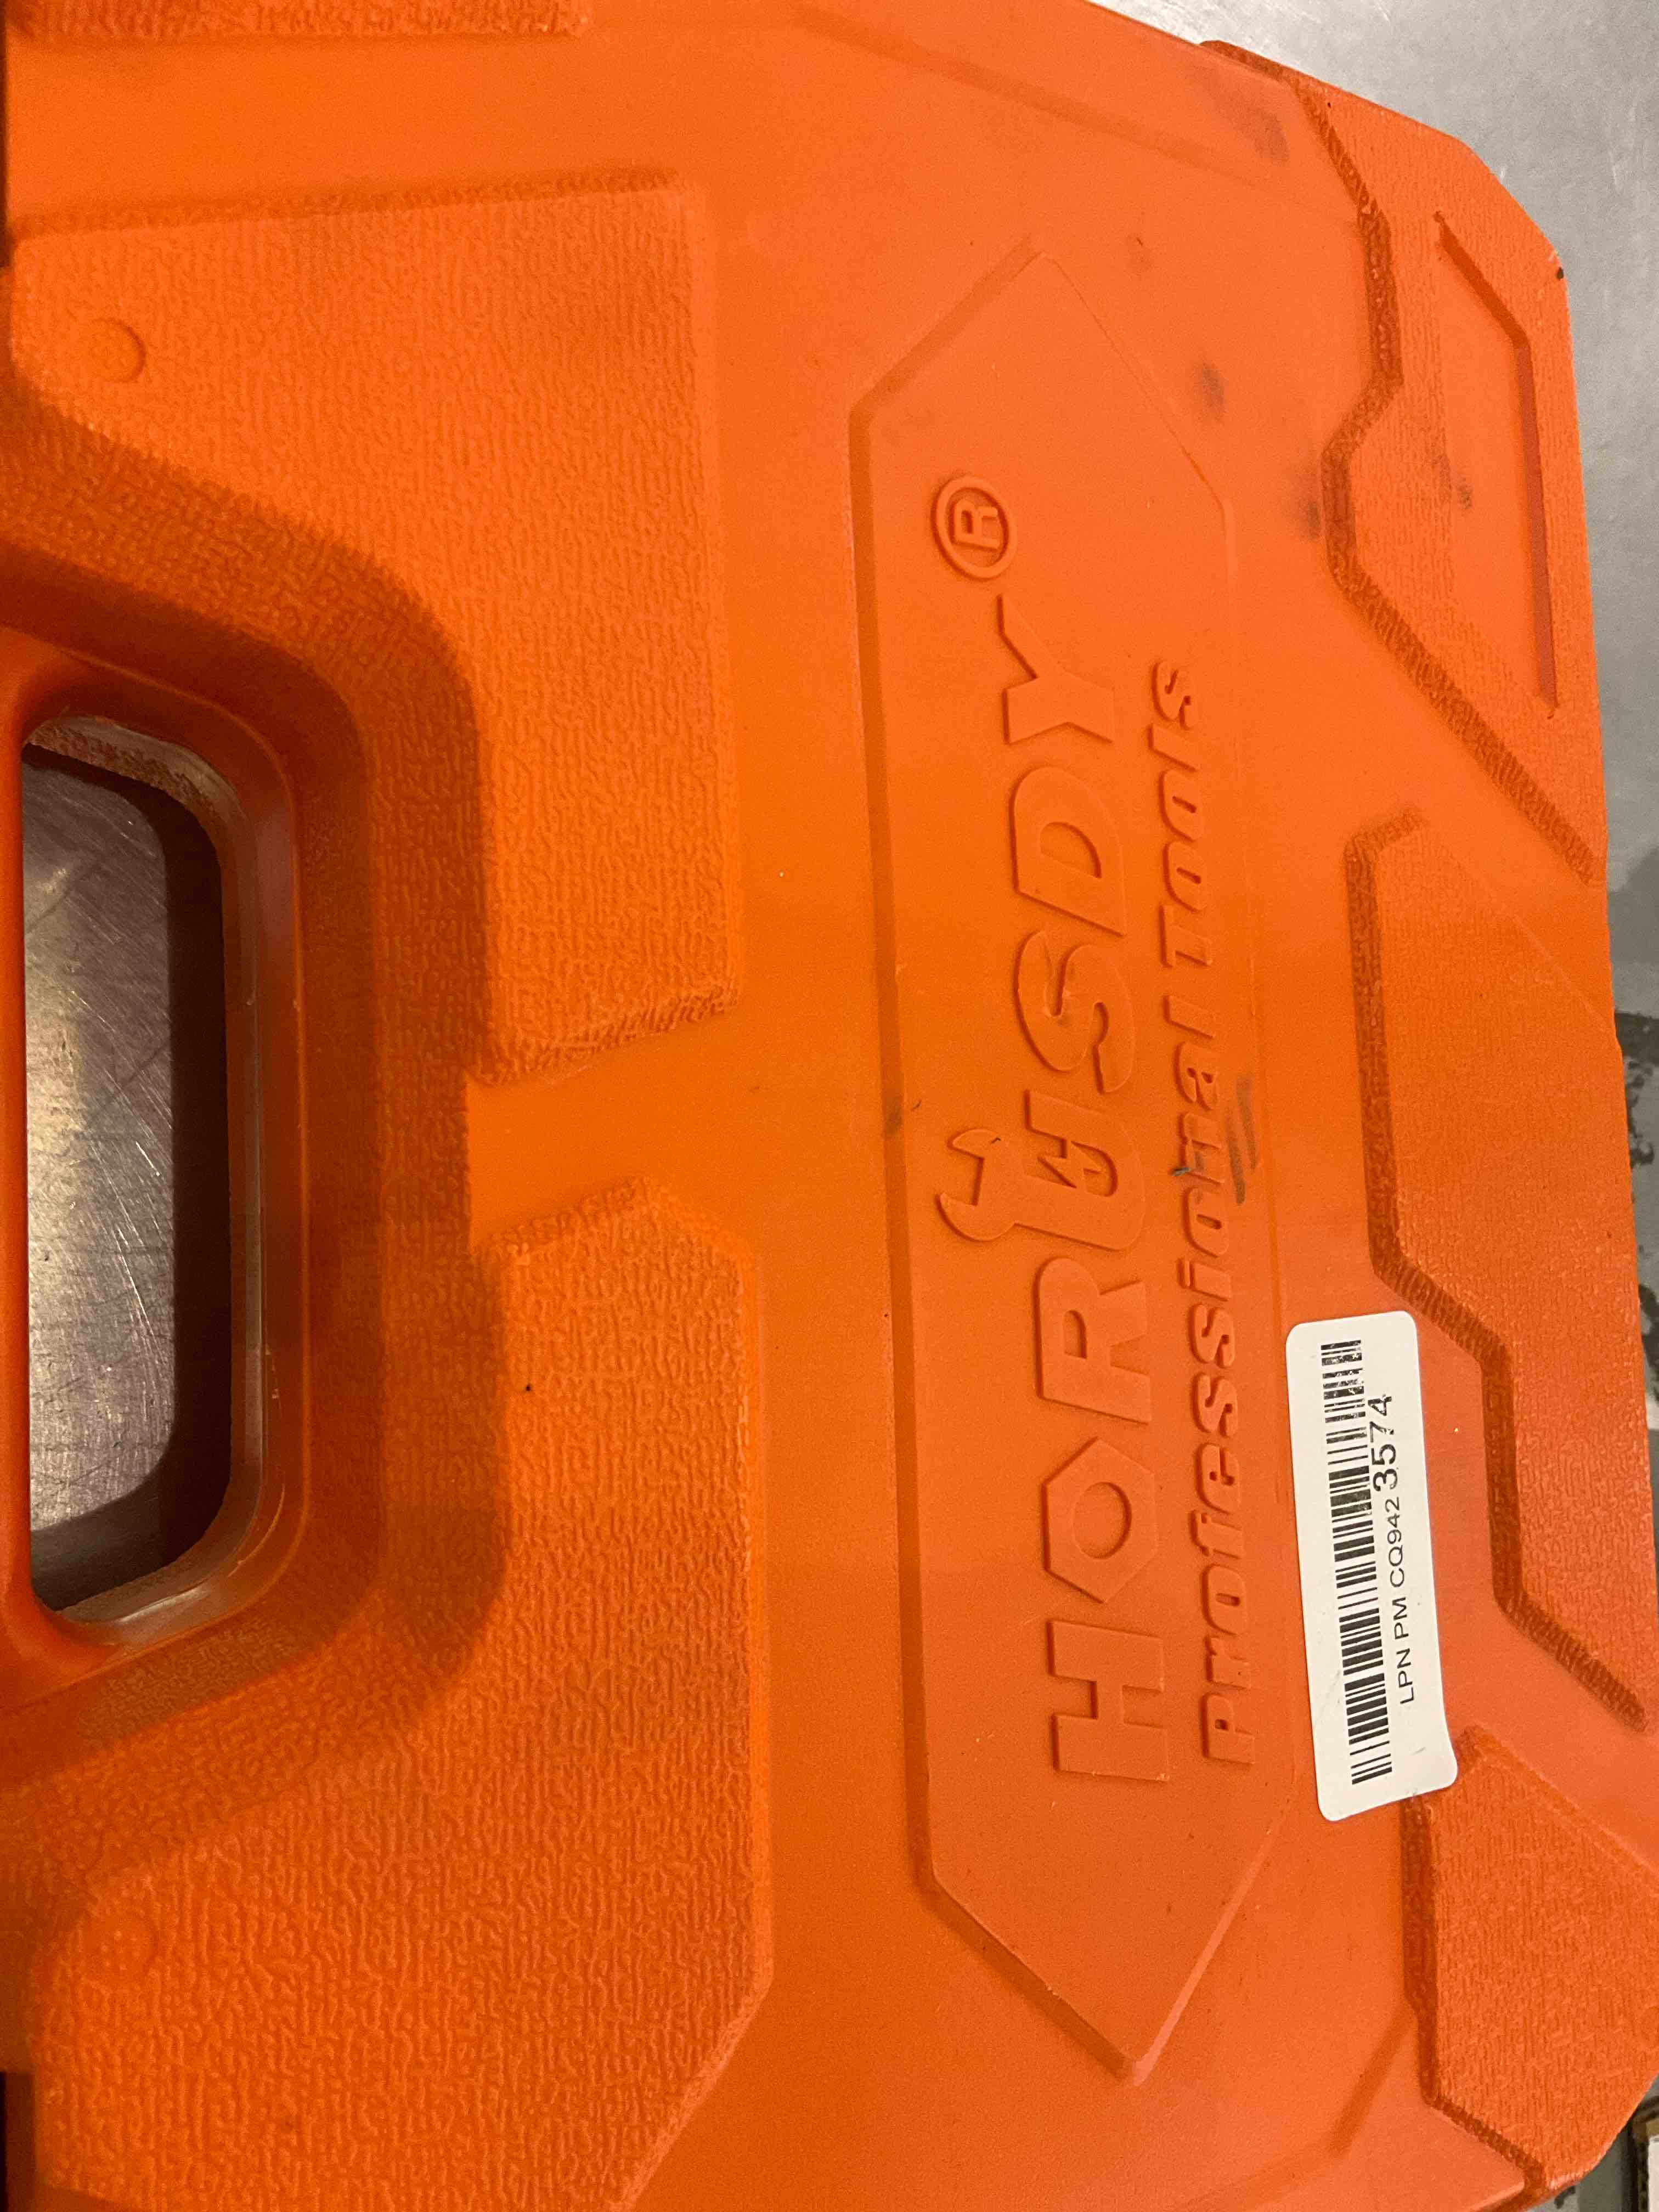 HORUSDY®
Professional Tools
LPN PM CQ942 3574